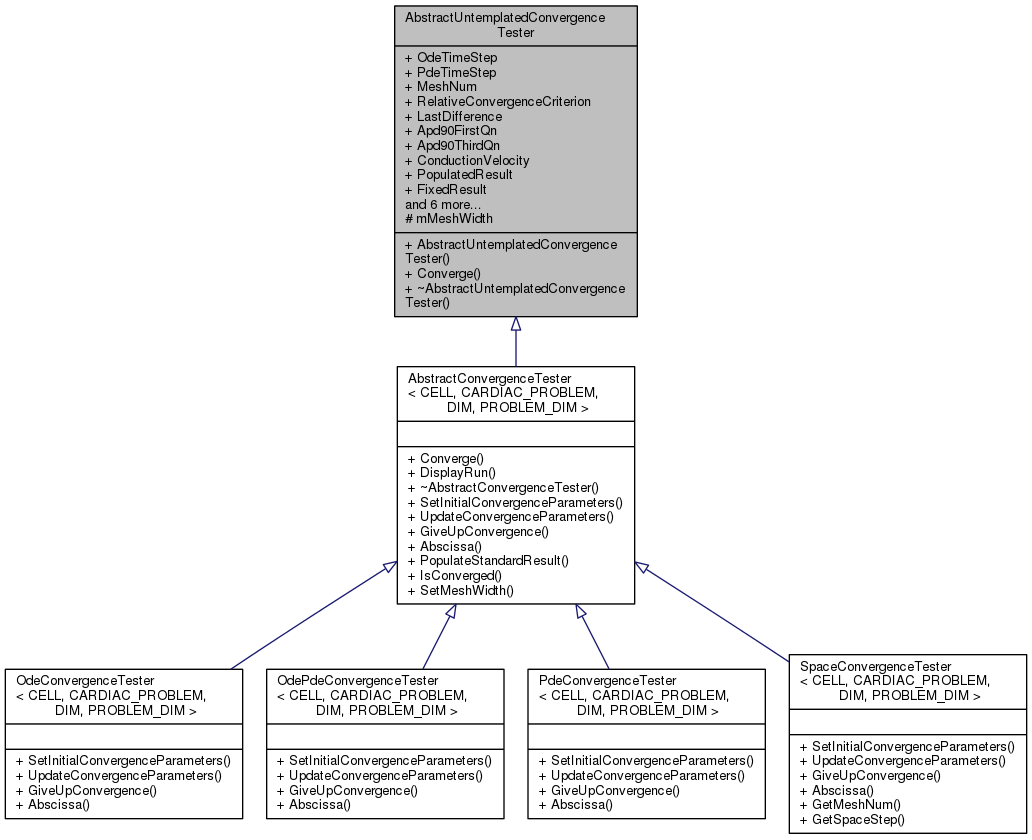 AbstractUntemplatedConvergence
Tester
+ OdeTimeStep
+ PdeTimeStep
+ MeshNum
+ RelativeConvergenceCriterion
+ LastDifference
+ Apd90FirstQn
+ Apd90ThirdQn
+ ConductionVelocity
+ PopulatedResult
+ FixedResult
and 6 more...
# mMeshWidth
+ AbstractUntemplatedConvergence
Tester()
+ Converge()
+ ~AbstractUntemplatedConvergence
Tester()
AbstractConvergenceTester
< CELL, CARDIAC_PROBLEM,
DIM, PROBLEM_DIM >
+ Converge()
+ DisplayRun()
+ ~AbstractConvergenceTester()
+ SetInitialConvergenceParameters()
+ UpdateConvergenceParameters()
+ GiveUpConvergence()
+ Abscissa()
+ PopulateStandardResult()
+ IsConverged()
+ SetMeshWidth()
OdeConvergenceTester
< CELL, CARDIAC_PROBLEM,
DIM, PROBLEM_DIM >
+ SetInitialConvergenceParameters()
+ UpdateConvergenceParameters()
+ GiveUpConvergence()
+ Abscissa()
OdePdeConvergenceTester
< CELL, CARDIAC_PROBLEM,
DIM, PROBLEM_DIM >
+ SetInitialConvergenceParameters()
+ UpdateConvergenceParameters()
+ GiveUpConvergence()
+ Abscissa()
PdeConvergenceTester
< CELL, CARDIAC_PROBLEM,
DIM, PROBLEM_DIM >
+ SetInitialConvergenceParameters()
+ UpdateConvergenceParameters()
+ GiveUpConvergence()
+ Abscissa()
SpaceConvergenceTester
< CELL, CARDIAC_PROBLEM,
DIM, PROBLEM_DIM >
+ SetInitialConvergenceParameters()
+ UpdateConvergenceParameters()
+ GiveUpConvergence()
+ Abscissa()
+ GetMeshNum()
+ GetSpaceStep()